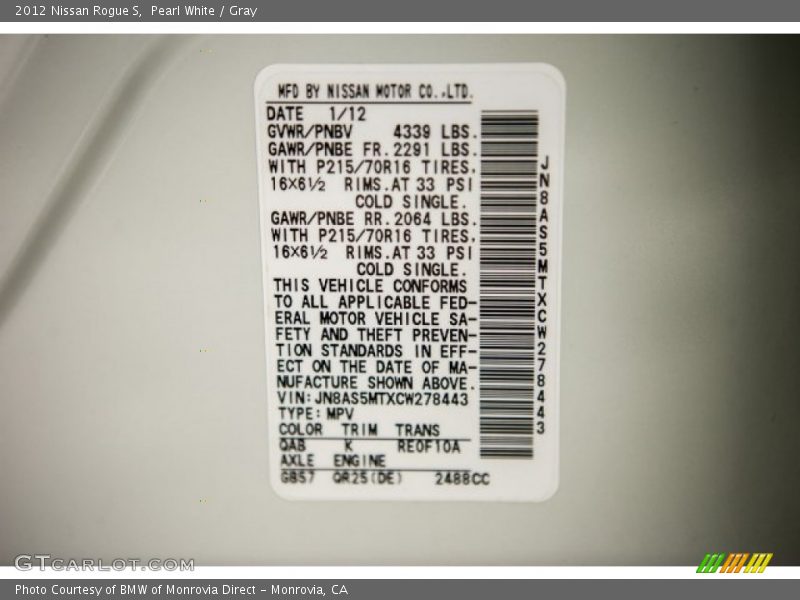 2012 Nissan Rogue S,  Pearl White / Gray
MFD BY NISSAN MOTOR CO.,LTD.
DATE 1/12
GVWR/PNBV 4339 LBS.
GAWR/PNBE FR. 2291 LBS.
WITH P215/70R16 TIRES,
16X6½ RIMS.AT 33 PSI
COLD SINGLE.
GAWR/PNBE RR. 2064 LBS.
WITH P215/70R16 TIRES,
16X6½ RIMS.AT 33 PSI
COLD SINGLE.
THIS VEHICLE CONFORMS
TO ALL APPLICABLE FED-
ERAL MOTOR VEHICLE SA-
FETY AND THEFT PREVEN-
TION STANDARDS IN EFF-
ECT ON THE DATE OF MA-
NUFACTURE SHOWN ABOVE.
VIN:JN8AS5MTXCW278443
TYPE:MPV
COLOR TRIM TRANS
QAB K RE0F10A
AXLE ENGINE
GB57 QR25(DE) 2488CC
JN8AS5MTXCW278443
GTCARLOT.COM
Photo Courtesy of BMW of Monrovia Direct - Monrovia, CA